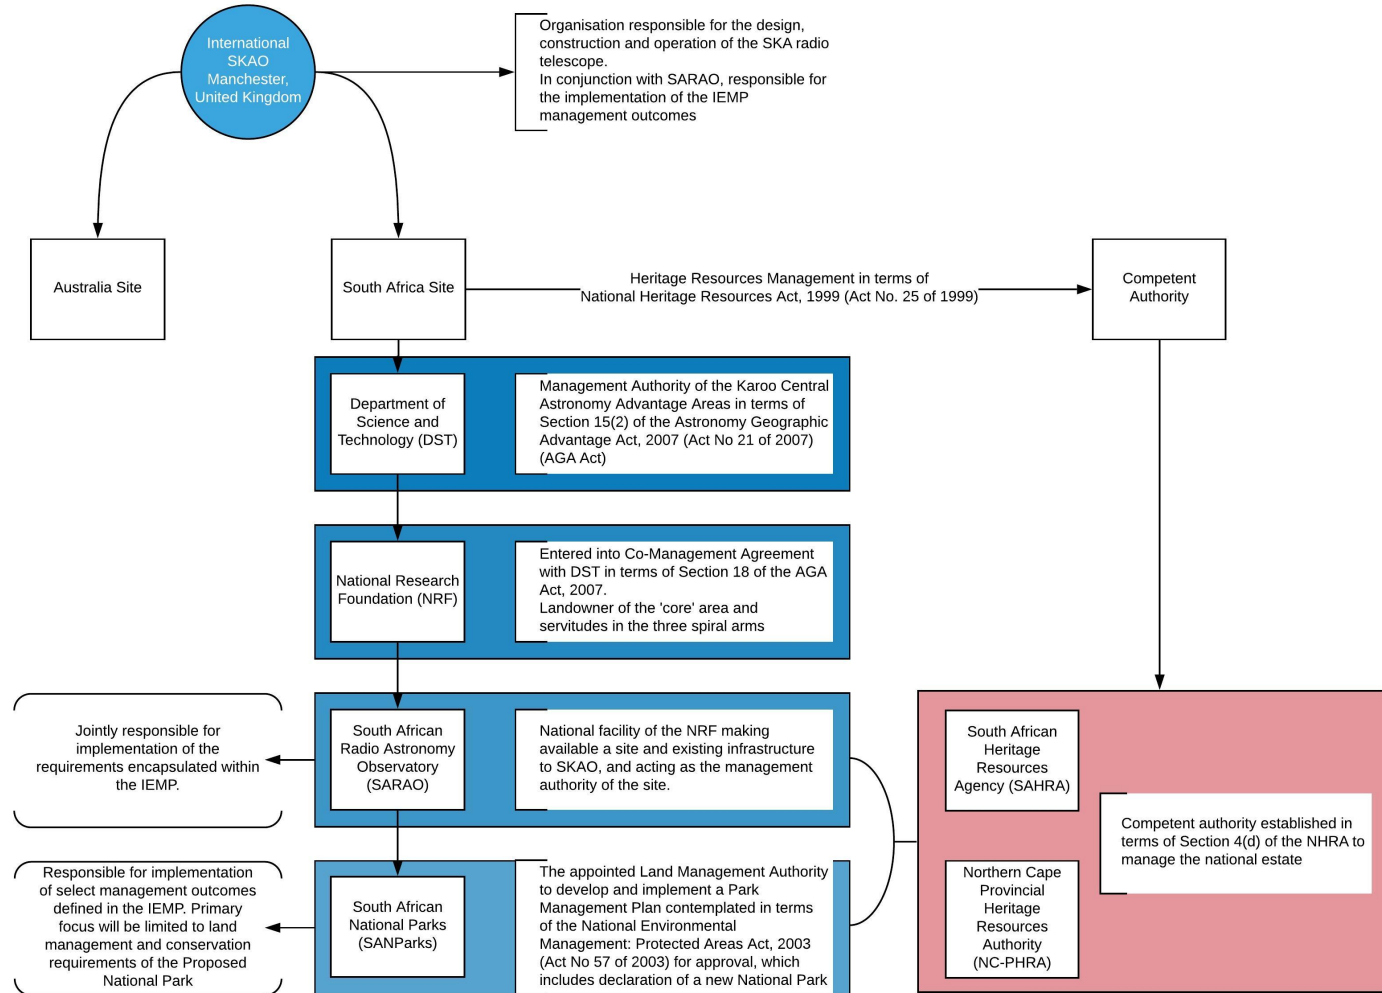 International
SKAO
Manchester,
United Kingdom
Organisation responsible for the design,
construction and operation of the SKA radio
telescope.
In conjunction with SARAO, responsible for
the implementation of the IEMP
management outcomes
Australia Site
South Africa Site
Heritage Resources Management in terms of
National Heritage Resources Act, 1999 (Act No. 25 of 1999)
Competent
Authority
Department of
Science and
Technology (DST)
Management Authority of the Karoo Central
Astronomy Advantage Areas in terms of
Section 15(2) of the Astronomy Geographic
Advantage Act, 2007 (Act No 21 of 2007)
(AGA Act)
National Research
Foundation (NRF)
Entered into Co-Management Agreement
with DST in terms of Section 18 of the AGA
Act, 2007.
Landowner of the 'core' area and
servitudes in the three spiral arms
Jointly responsible for
implementation of the
requirements encapsulated within
the IEMP.
South African
Radio Astronomy
Observatory
(SARAO)
National facility of the NRF making
available a site and existing infrastructure
to SKAO, and acting as the management
authority of the site.
South African
Heritage
Resources
Agency (SAHRA)
Competent authority established in
terms of Section 4(d) of the NHRA to
manage the national estate
Responsible for implementation
of select management outcomes
defined in the IEMP. Primary
focus will be limited to land
management and conservation
requirements of the Proposed
National Park
South African
National Parks
(SANParks)
The appointed Land Management Authority
to develop and implement a Park
Management Plan contemplated in terms
of the National Environmental
Management: Protected Areas Act, 2003
(Act No 57 of 2003) for approval, which
includes declaration of a new National Park
Northern Cape
Provincial
Heritage
Resources
Authority
(NC-PHRA)